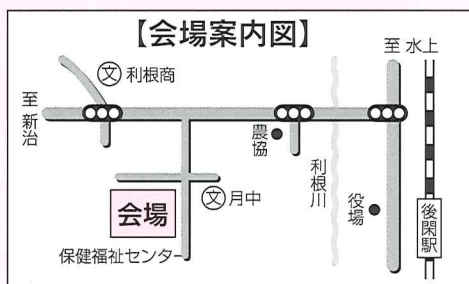 【会場案内図】
至 水上
文 利根商
至 新治
農協
利根川
役場
後閑駅
文 月中
会場
保健福祉センター